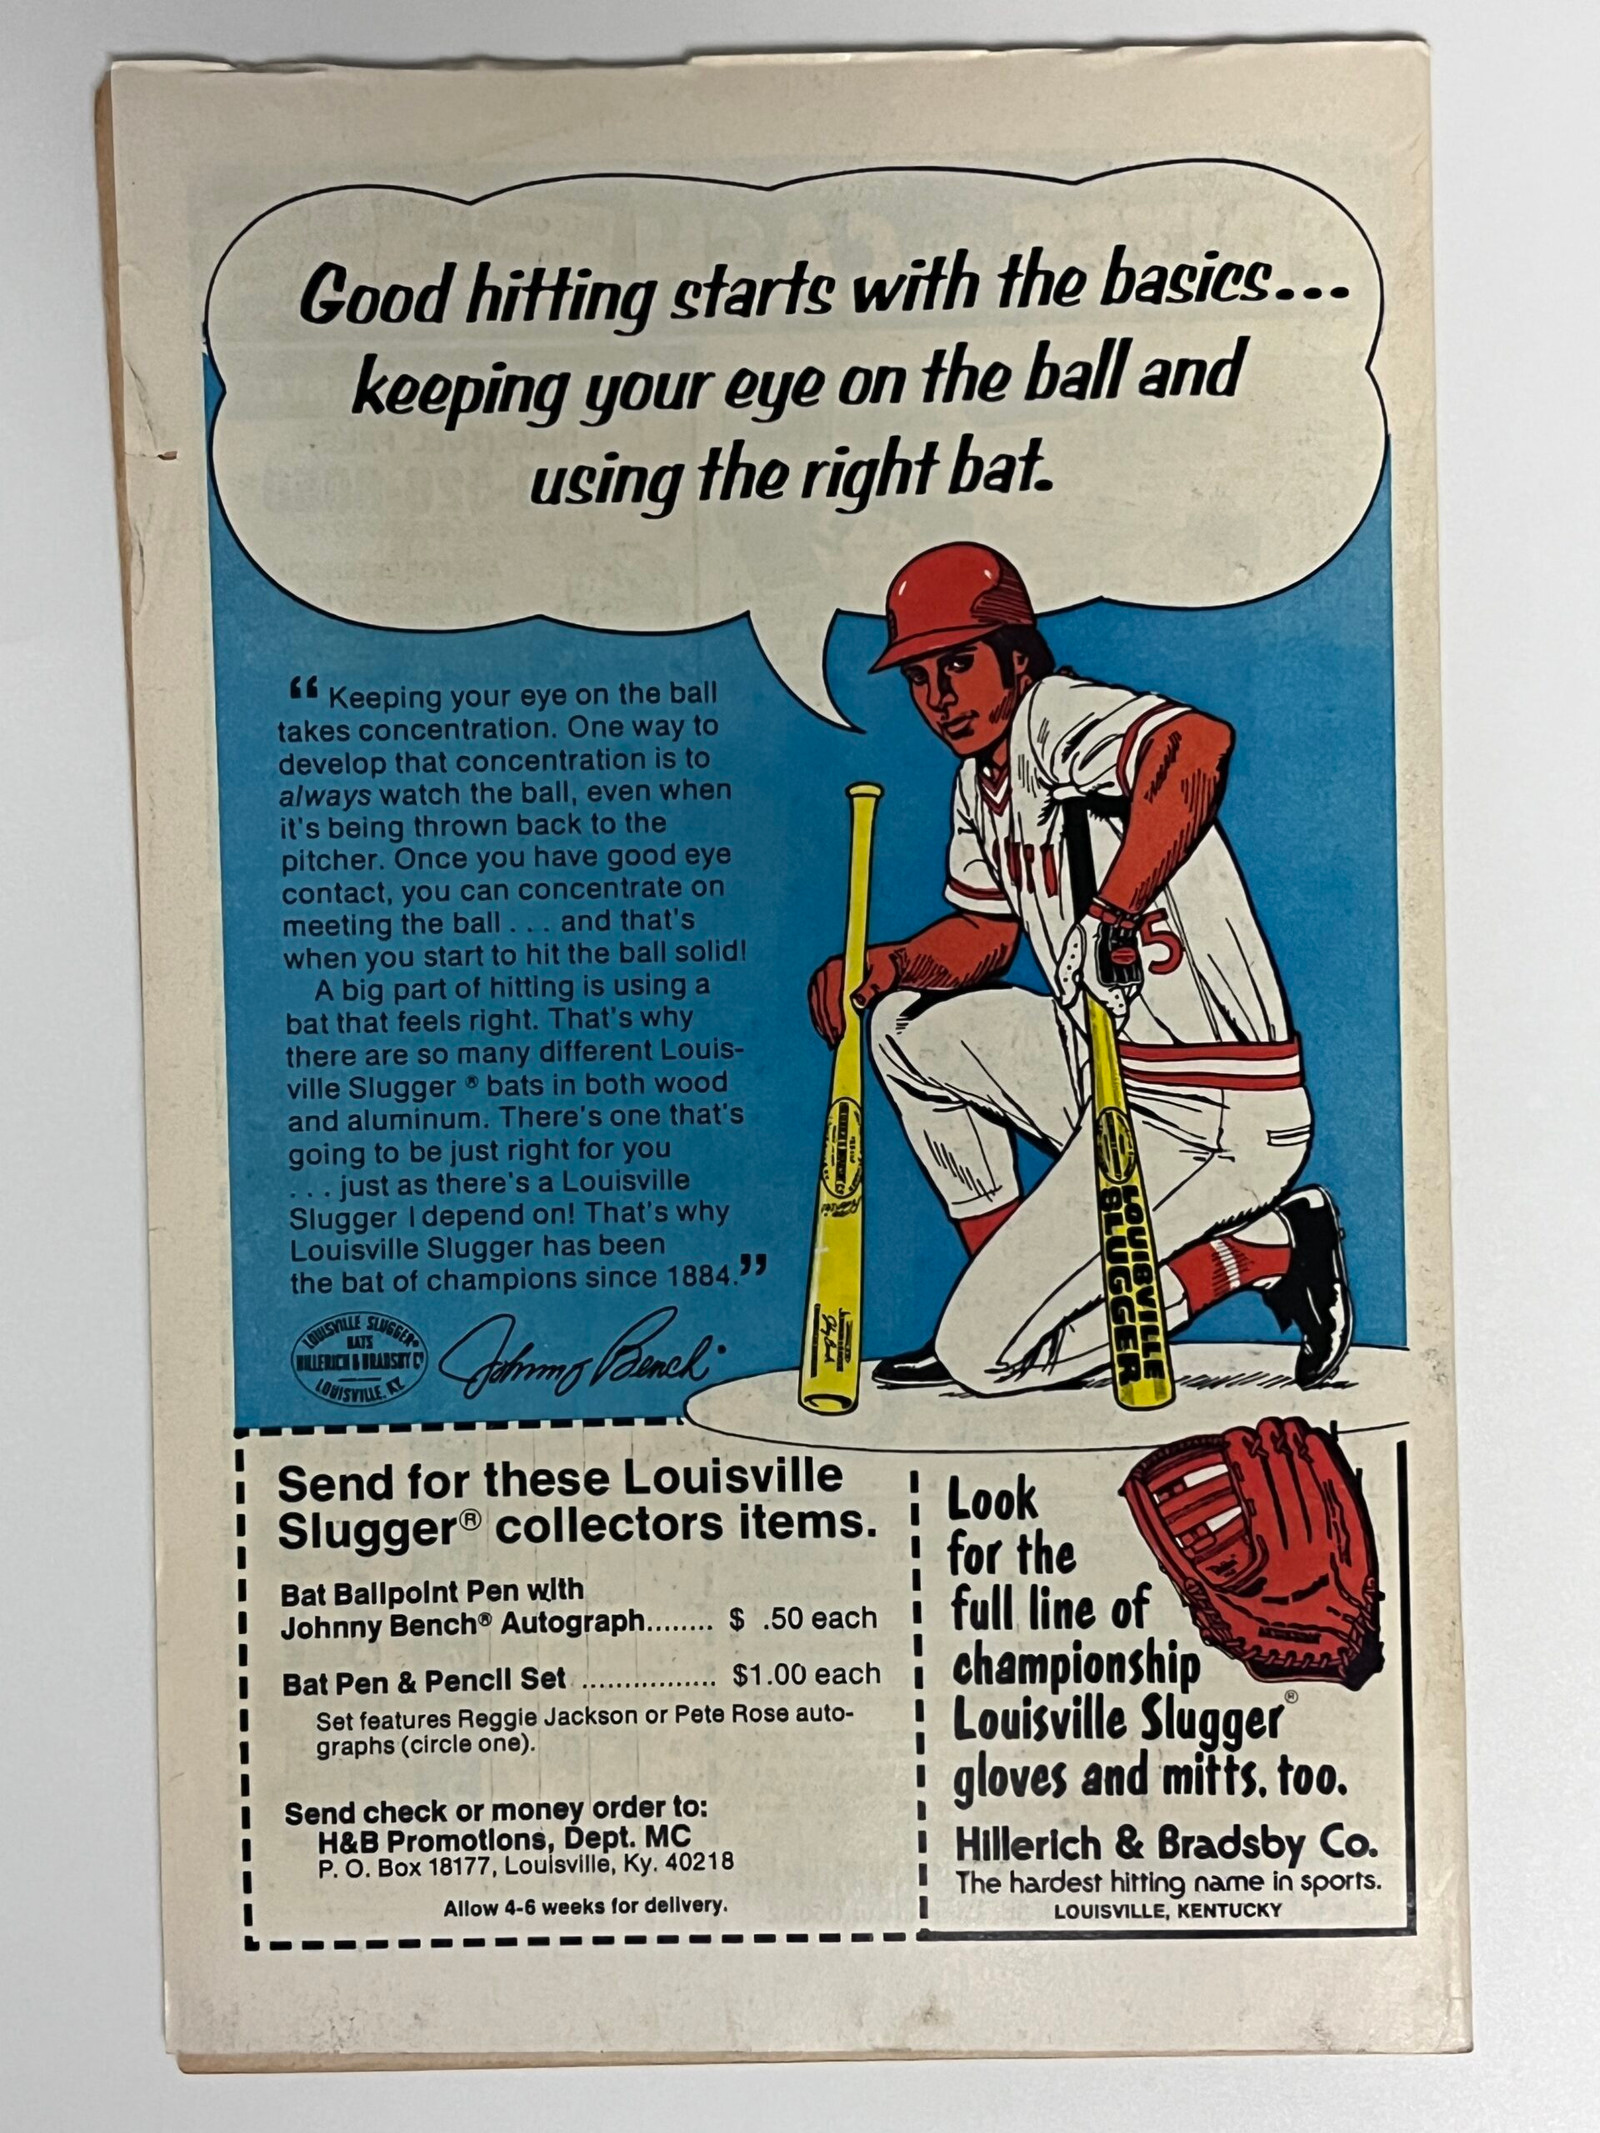 Good hitting starts with the basics...
keeping your eye on the ball and
using the right bat.
“ Keeping your eye on the ball
takes concentration. One way to
develop that concentration is to
always watch the ball, even when
it's being thrown back to the
pitcher. Once you have good eye
contact, you can concentrate on
meeting the ball . . . and that's
when you start to hit the ball solid!
A big part of hitting is using a
bat that feels right. That's why
there are so many different Louis-
ville Slugger ® bats in both wood
and aluminum. There's one that's
going to be just right for you
. . . just as there's a Louisville
Slugger I depend on! That's why
Louisville Slugger has been
the bat of champions since 1884.”
LOUISVILLE SLUGGER®
BATS
HILLERICH & BRADSBY Co
LOUISVILLE, KY.
Johnny Bench
5
LOUISVILLE
SLUGGER
Send for these Louisville
Slugger® collectors items.
Bat Ballpoint Pen with
Johnny Bench® Autograph........ $ .50 each
Bat Pen & Pencil Set ................ $1.00 each
Set features Reggie Jackson or Pete Rose auto-
graphs (circle one).
Send check or money order to:
H&B Promotions, Dept. MC
P. O. Box 18177, Louisville, Ky. 40218
Allow 4-6 weeks for delivery.
Look
for the
full line of
championship
Louisville Slugger®
gloves and mitts, too.
Hillerich & Bradsby Co.
The hardest hitting name in sports.
LOUISVILLE, KENTUCKY